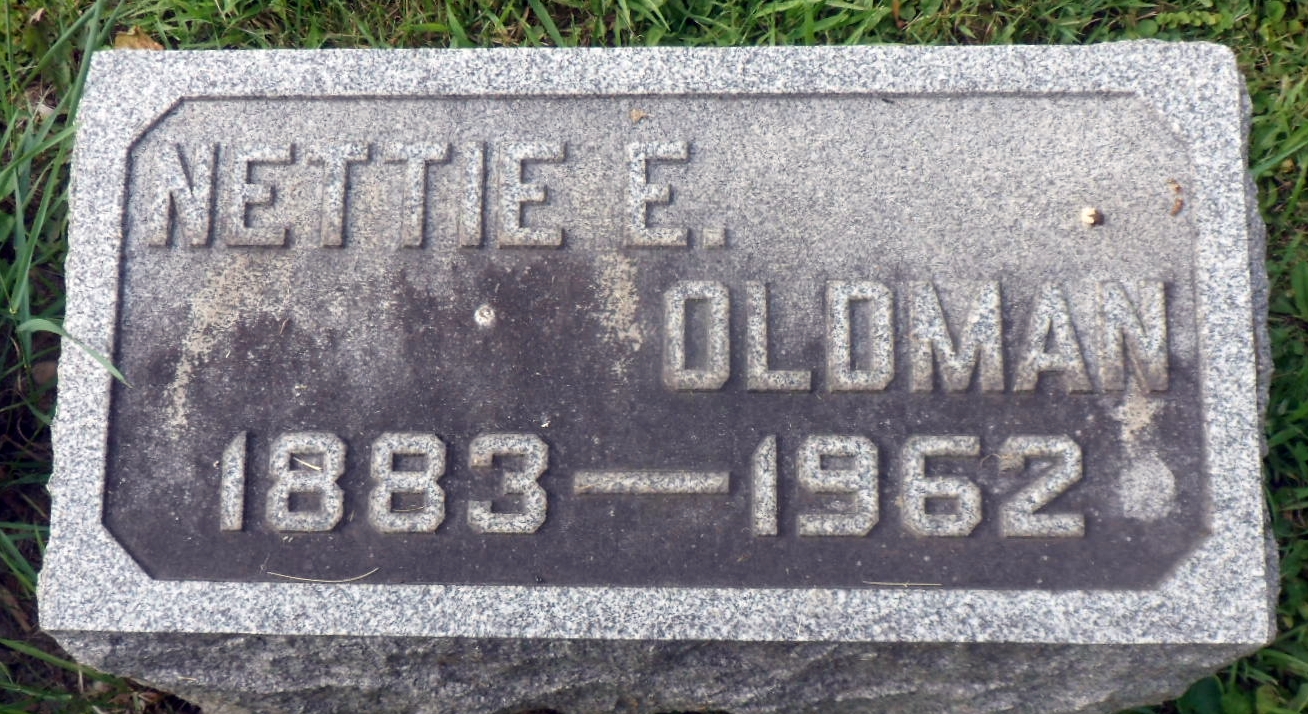 NETTIE E.
OLDMAN
1883—1962